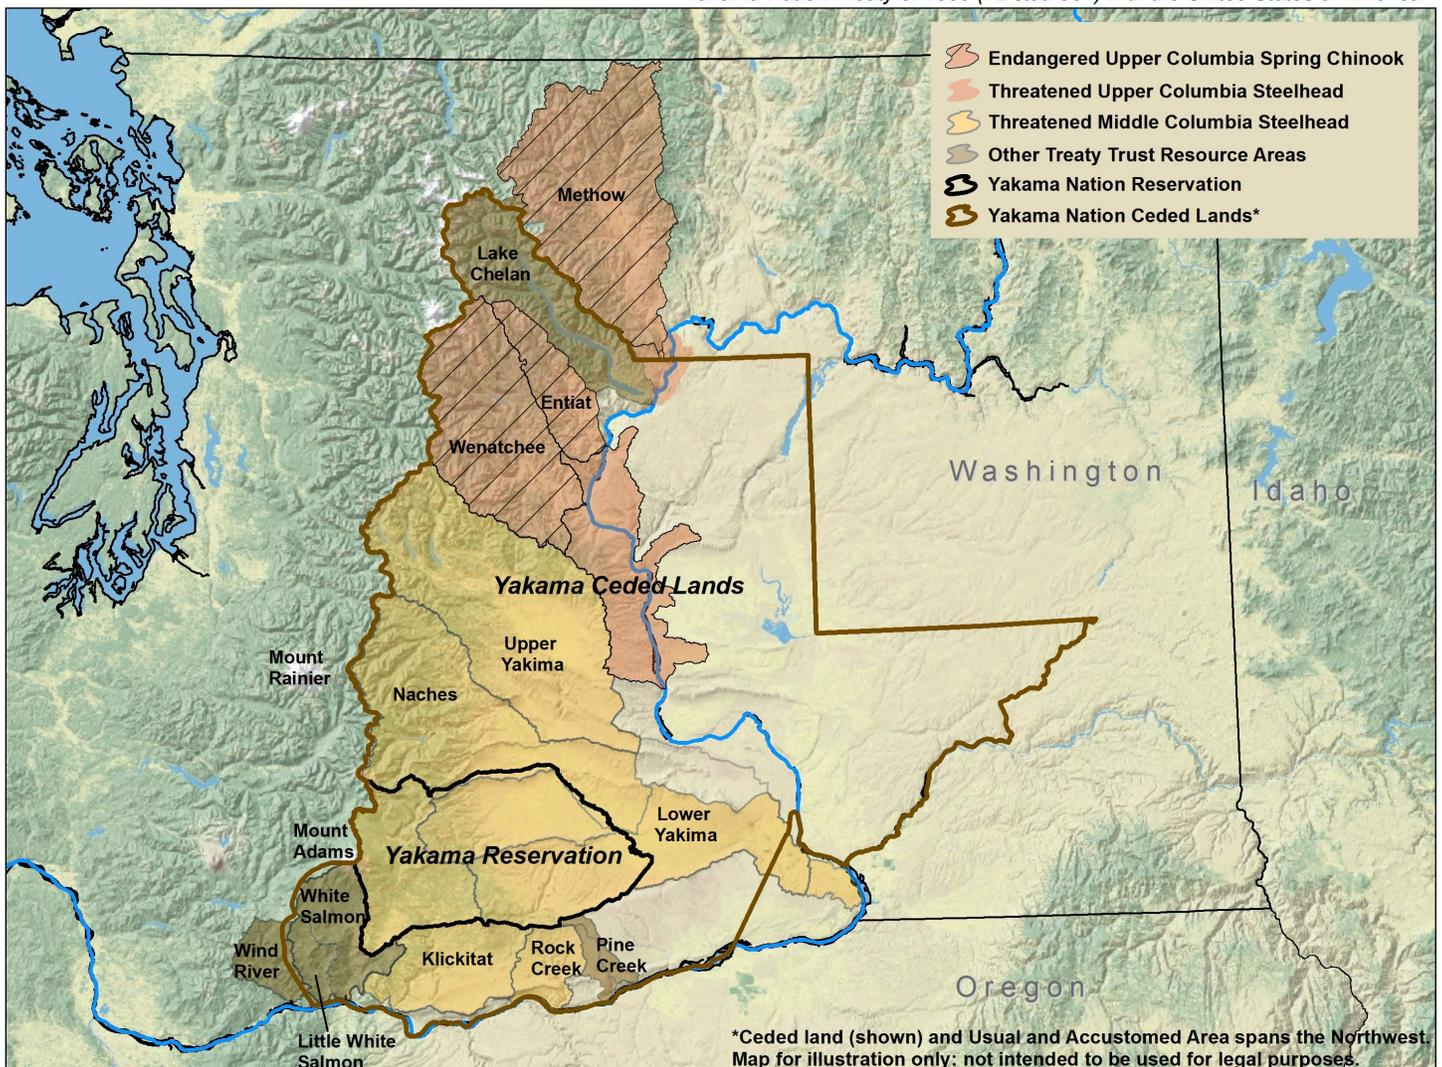 Endangered Upper Columbia Spring Chinook
Threatened Upper Columbia Steelhead
Threatened Middle Columbia Steelhead
Other Treaty Trust Resource Areas
Yakama Nation Reservation
Yakama Nation Ceded Lands*
Methow
Lake
Chelan
Entiat
Wenatchee
Washington
Idaho
Yakama Ceded Lands
Upper
Yakima
Mount
Rainier
Naches
Lower
Yakima
Mount
Adams
Yakama Reservation
White
Salmon
Wind
River
Klickitat
Rock
Creek
Pine
Creek
Oregon
Little White
Salmon
*Ceded land (shown) and Usual and Accustomed Area spans the Northwest.
Map for illustration only; not intended to be used for legal purposes.